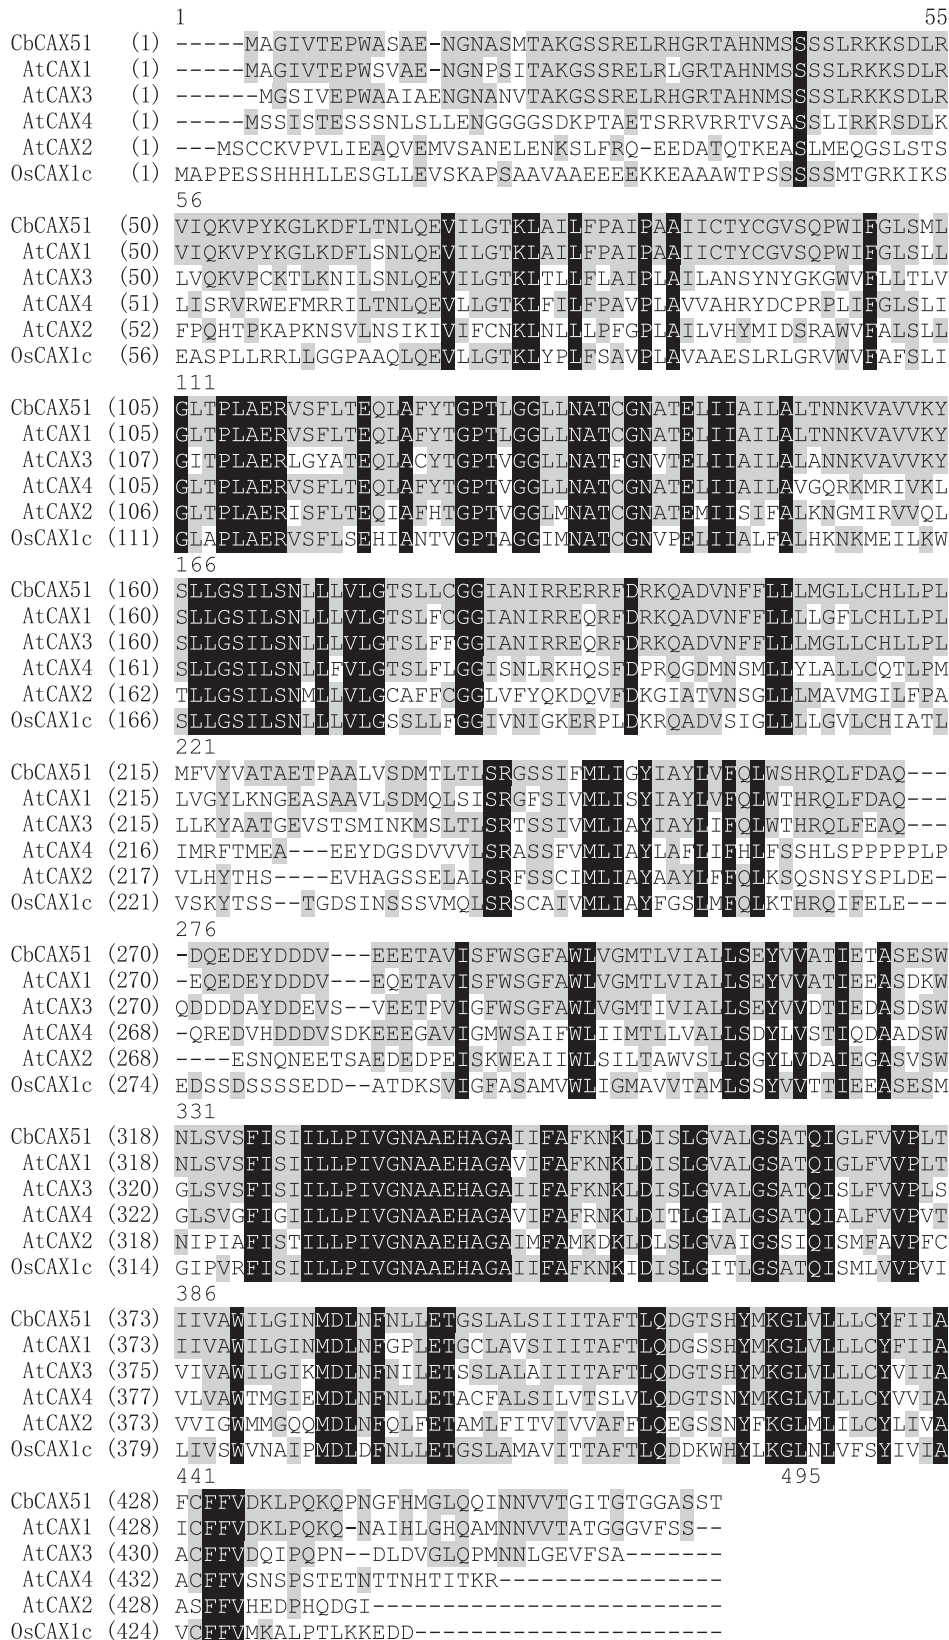 1 55
CbCAX51 (1) -----MAGIVTEPWASAE-NGNASMTAKGSSRELRHGRTAHNMSSSSLRKKSDLR
AtCAX1 (1) -----MAGIVTEPWSVAE-NGNPSITAKGSSRELRLGRTAHNMSSSSLRKKSDLR
AtCAX3 (1) ------MGSIVEPWAAIAENGNANVTAKGSSRELRHGRTAHNMSSSSLRKKSDLR
AtCAX4 (1) -----MSSISTESSSNLSLLENGGGGSDKPTAETSRRVRRTVSASSLIRKRSDLK
AtCAX2 (1) ---MSCCKVPVLIEAQVEMVSANELENKSLFRQ-EEDATQTKEASLMEQGSLSTS
OsCAX1c (1) MAPPESSHHHLLESGLLEVSKAPSAAVAAEEEEKKEAAAWTPSSSSSMTGRKIKS
56
CbCAX51 (50) VIQKVPYKGLKDFLTNLQEVILGTKLAILFPAIPAAIICTYCGVSQPWIFGLSML
AtCAX1 (50) VIQKVPYKGLKDFLSNLQEVILGTKLAILFPAIPAAIICTYCGVSQPWIFGLSLL
AtCAX3 (50) LVQKVPCKTLKNILSNLQEVILGTKLTLLFLAIPLAILANSYNYGKGWVFLLTLV
AtCAX4 (51) LISRVRWEFMRRILTNLQEVLLGTKLFILFPAVPLAVVAHRYDCPRPLIFGLSLI
AtCAX2 (52) FPQHTPKAPKNSVLNSIKIVIFCNKLNLLLPFGPLAILVHYMIDSRAWVFALSLL
OsCAX1c (56) EASPLLRRLLGGPAAQLQEVLLGTKLYPLFSAVPLAVAAESLRLGRVWVFAFSLI
111
CbCAX51 (105) GLTPLAERVSFLTEQLAFYTGPTLGGLLNATCGNATELIIAILALTNNKVAVVKY
AtCAX1 (105) GLTPLAERVSFLTEQLAFYTGPTLGGLLNATCGNATELIIAILALTNNKVAVVKY
AtCAX3 (107) GITPLAERLGYATEQLACYTGPTVGGLLNATFGNVTELIIAILALANNKVAVVKY
AtCAX4 (105) GLTPLAERVSFLTEQLAFYTGPTVGGLLNATCGNATELIIAILAVGQRKMRIVKL
AtCAX2 (106) GLTPLAERISFLTEQIAFHTGPTVGGLMNATCGNATEMIISIFALKNGMIRVVQL
OsCAX1c (111) GLAPLAERVSFLSEHIANTVGPTAGGIMNATCGNVPELIIALFALHKNKMEILKW
166
CbCAX51 (160) SLLGSILSNLLLVLGTSLLCGGIANIRRERRFDRKQADVNFFLLLMGLLCHLLPL
AtCAX1 (160) SLLGSILSNLLLVLGTSLFCGGIANIRREQRFDRKQADVNFFLLLLGFLCHLLPL
AtCAX3 (160) SLLGSILSNLLLVLGTSLFFGGIANIRREQRFDRKQADVNFFLLLMGLLCHLLPL
AtCAX4 (161) SLLGSILSNLLFVLGTSLFLGGISNLRKHQSFDPRQGDMNSMLLYLALLCQTLPM
AtCAX2 (162) TLLGSILSNMLLVLGCAFFCGGLVFYQKDQVFDKGIATVNSGLLLMAVMGILFPA
OsCAX1c (166) SLLGSILSNLLLVLGSSLLFGGIVNIGKERPLDKRQADVSIGLLLLGVLCHIATL
221
CbCAX51 (215) MFVYVATAETPAALVSDMTLTLSRGSSIFMLIGYIAYLVFQLWSHRQLFDAQ---
AtCAX1 (215) LVGYLKNGEASAAVLSDMQLSISRGFSIVMLISYIAYLVFQLWTHRQLFDAQ---
AtCAX3 (215) LLKYAATGEVSTSMINKMSLTLSRTSSIVMLIAYIAYLIFQLWTHRQLFEAQ---
AtCAX4 (216) IMRFTMEA---EEYDGSDVVVLSRASSFVMLIAYLAFLIFHLFSSHLSPPPPPLP
AtCAX2 (217) VLHYTHS----EVHAGSSELALSRFSSCIMLIAYAAYLFFQLKSQSNSYSPLDE-
OsCAX1c (221) VSKYTSS--TGDSINSSSVMQLSRSCAIVMLIAYFGSLMFQLKTHRQIFELE---
276
CbCAX51 (270) -DQEDEYDDDV---EEETAVISFWSGFAWLVGMTLVIALLSEYVVATIETASESW
AtCAX1 (270) -EQEDEYDDDV---EQETAVISFWSGFAWLVGMTLVIALLSEYVVATIEEASDKW
AtCAX3 (270) QDDDDAYDDEVS--VEETPVIGFWSGFAWLVGMTIVIALLSEYVVDTIEDASDSW
AtCAX4 (268) -QREDVHDDDVSDKEEEGAVIGMWSAIFWLIIMTLLVALLSDYLVSTIQDAADSW
AtCAX2 (268) ----ESNQNEETSAEDEDPEISKWEAIIWLSILTAWVSLLSGYLVDAIEGASVSW
OsCAX1c (274) EDSSDSSSSEDD--ATDKSVIGFASAMVWLIGMAVVTAMLSSYVVTTIEEASESM
331
CbCAX51 (318) NLSVSFISIILLPIVGNAAEHAGAIIFAFKNKLDISLGVALGSATQIGLFVVPLT
AtCAX1 (318) NLSVSFISIILLPIVGNAAEHAGAVIFAFKNKLDISLGVALGSATQIGLFVVPLT
AtCAX3 (320) GLSVSFISIILLPIVGNAAEHAGAIIFAFKNKLDISLGVALGSATQISLFVVPLS
AtCAX4 (322) GLSVGFIGIILLPIVGNAAEHAGAVIFAFRNKLDITLGIALGSATQIALFVVPVT
AtCAX2 (318) NIPIAFISTILLPIVGNAAEHAGAIMFAMKDKLDLSLGVAIGSSIQISMFAVPFC
OsCAX1c (314) GIPVRFISIILLPIVGNAAEHAGAIIFAFKNKIDISLGITLGSATQISMLVVPVI
386
CbCAX51 (373) IIVAWILGINMDLNFNLLETGSLALSIIITAFTLQDGTSHYMKGLVLLLCYFIIA
AtCAX1 (373) IIVAWILGINMDLNFGPLETGCLAVSIIITAFTLQDGSSHYMKGLVLLLCYFIIA
AtCAX3 (375) VIVAWILGIKMDLNFNILETSSLALAIIITAFTLQDGTSHYMKGLVLLLCYVIIA
AtCAX4 (377) VLVAWTMGIEMDLNFNLLETACFALSILVTSLVLQDGTSNYMKGLVLLLCYVVIA
AtCAX2 (373) VVIGWMMGQQMDLNFQLFETAMLFITVIVVAFFLQEGSSNYFKGLMLILCYLIVA
OsCAX1c (379) LIVSWVNAIPMDLDFNLLETGSLAMAVITTAFTLQDDKWHYLKGLNLVFSYIVIA
441 495
CbCAX51 (428) FCFFVDKLPQKQPNGFHMGLQQINNVVTGITGTGGASST
AtCAX1 (428) ICFFVDKLPQKQ-NAIHLGHQAMNNVVTATGGGVFSS--
AtCAX3 (430) ACFFVDQIPQPN--DLDVGLQPMNNLGEVFSA-------
AtCAX4 (432) ACFFVSNSPSTETNTTNHTITKR----------------
AtCAX2 (428) ASFFVHEDPHQDGI-------------------------
OsCAX1c (424) VCFFVMKALPTLKKEDD----------------------